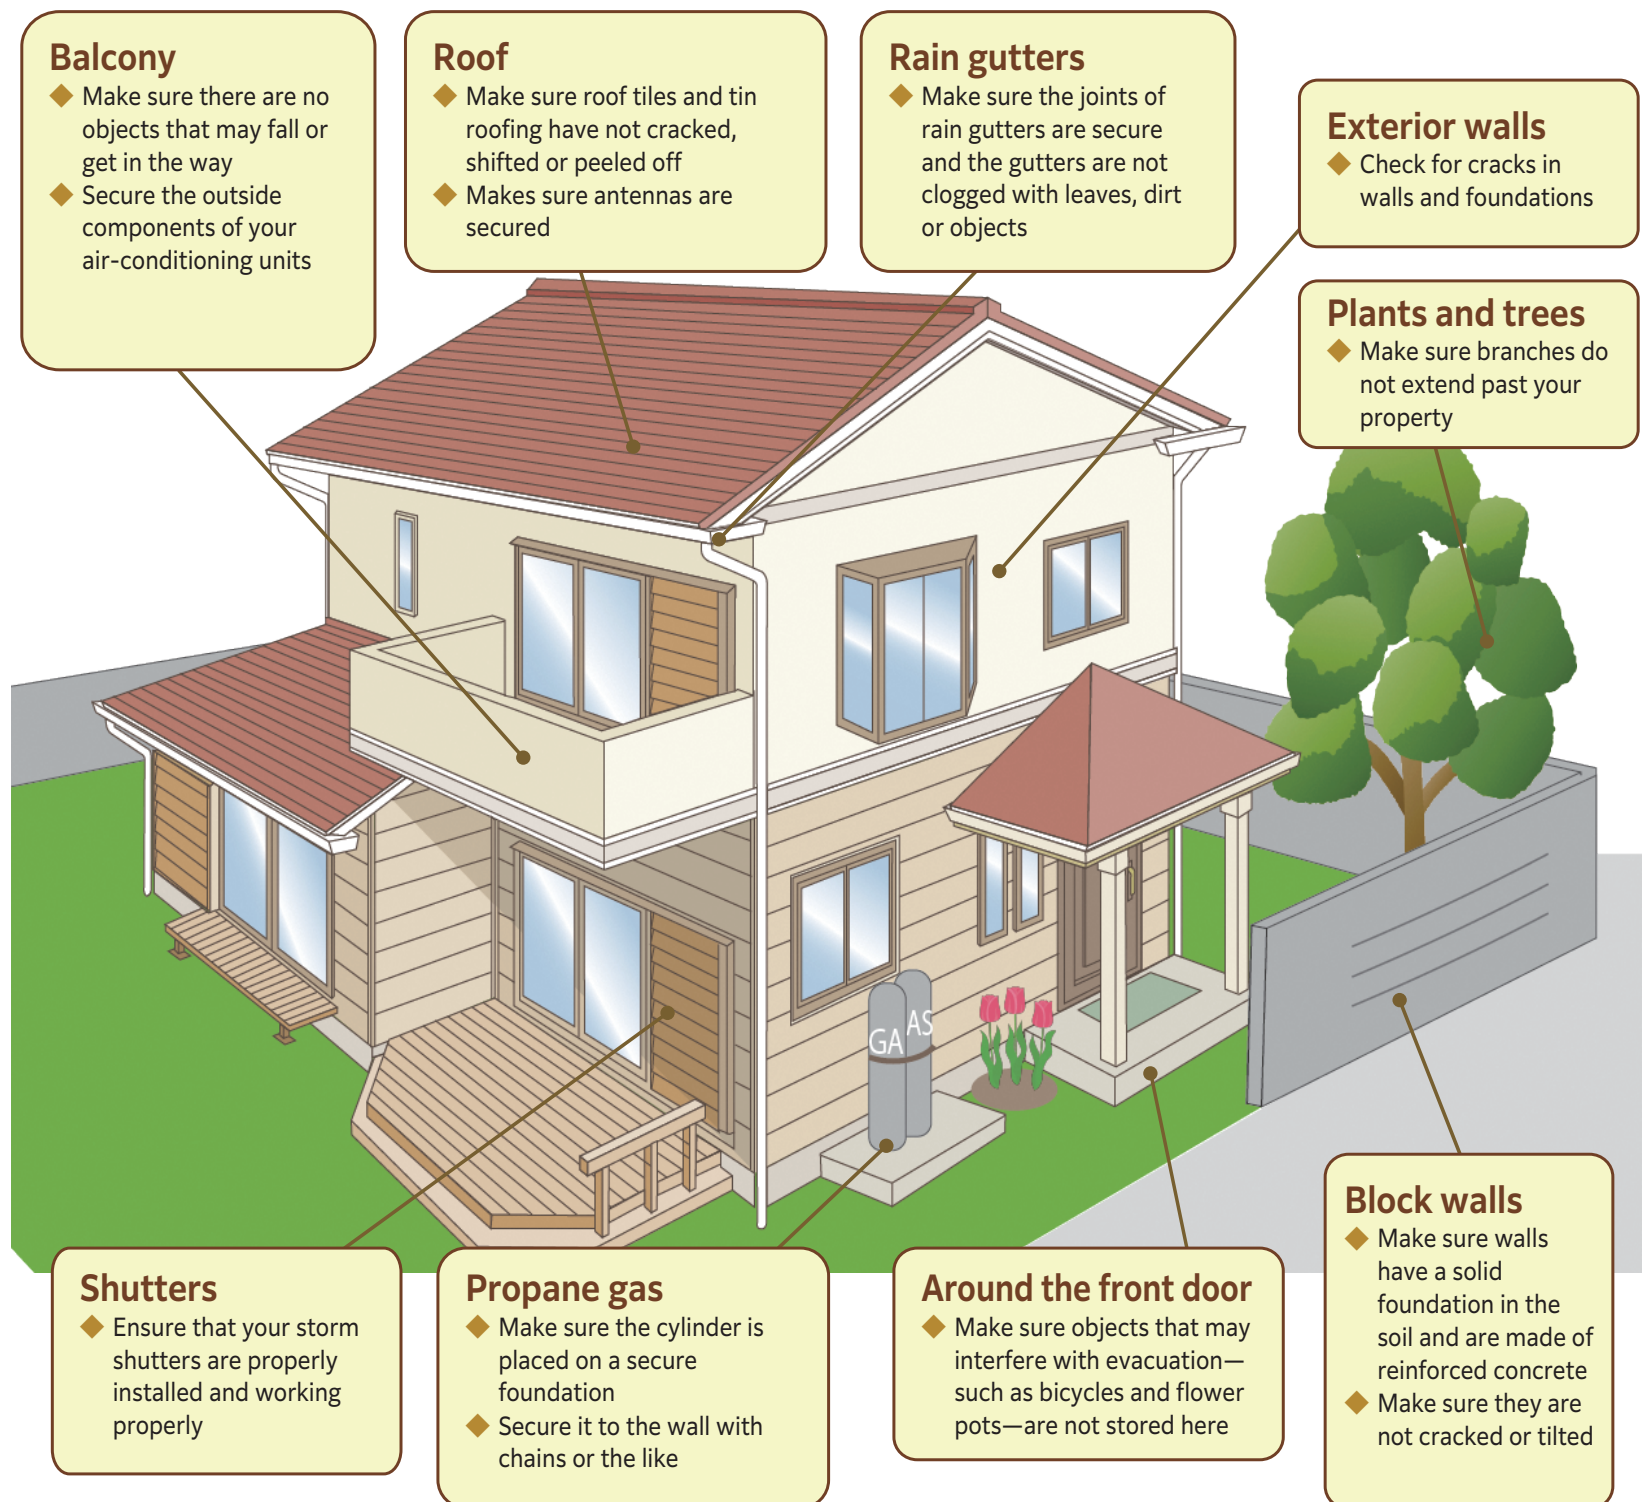 Balcony
◆ Make sure there are no
objects that may fall or
get in the way
◆ Secure the outside
components of your
air-conditioning units
Roof
◆ Make sure roof tiles and tin
roofing have not cracked,
shifted or peeled off
◆ Makes sure antennas are
secured
Rain gutters
◆ Make sure the joints of
rain gutters are secure
and the gutters are not
clogged with leaves, dirt
or objects
Exterior walls
◆ Check for cracks in
walls and foundations
Plants and trees
◆ Make sure branches do
not extend past your
property
GA
AS
Shutters
◆ Ensure that your storm
shutters are properly
installed and working
properly
Propane gas
◆ Make sure the cylinder is
placed on a secure
foundation
◆ Secure it to the wall with
chains or the like
Around the front door
◆ Make sure objects that may
interfere with evacuation—
such as bicycles and flower
pots—are not stored here
Block walls
◆ Make sure walls
have a solid
foundation in the
soil and are made of
reinforced concrete
◆ Make sure they are
not cracked or tilted